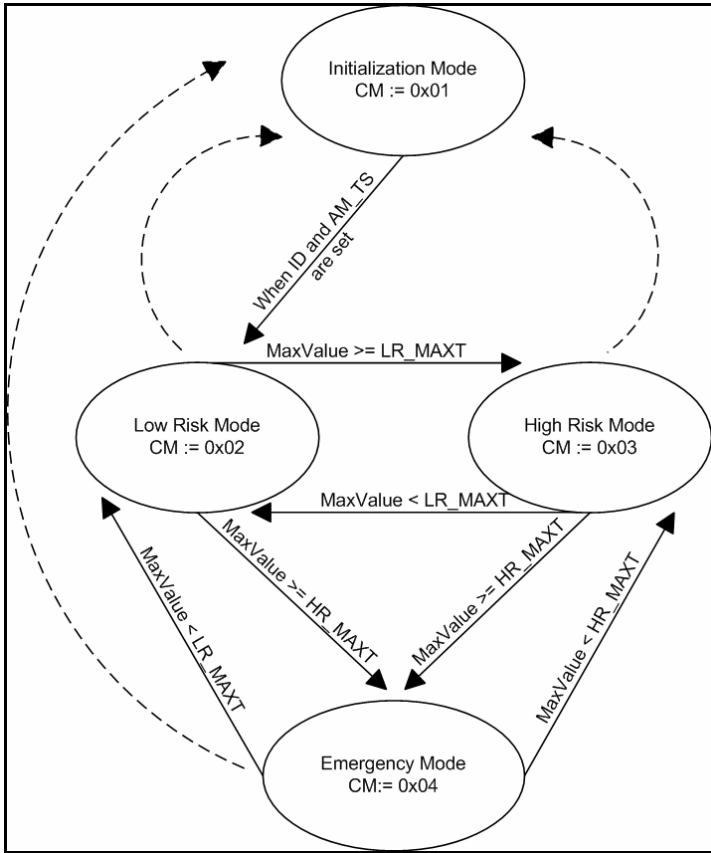 Initialization Mode
CM := 0x01
When ID and AM_TS
are set
MaxValue >= LR_MAXT
Low Risk Mode
CM := 0x02
High Risk Mode
CM := 0x03
MaxValue < LR_MAXT
MaxValue < LR_MAXT
MaxValue >= HR_MAXT
MaxValue >= HR_MAXT
MaxValue < HR_MAXT
Emergency Mode
CM:= 0x04